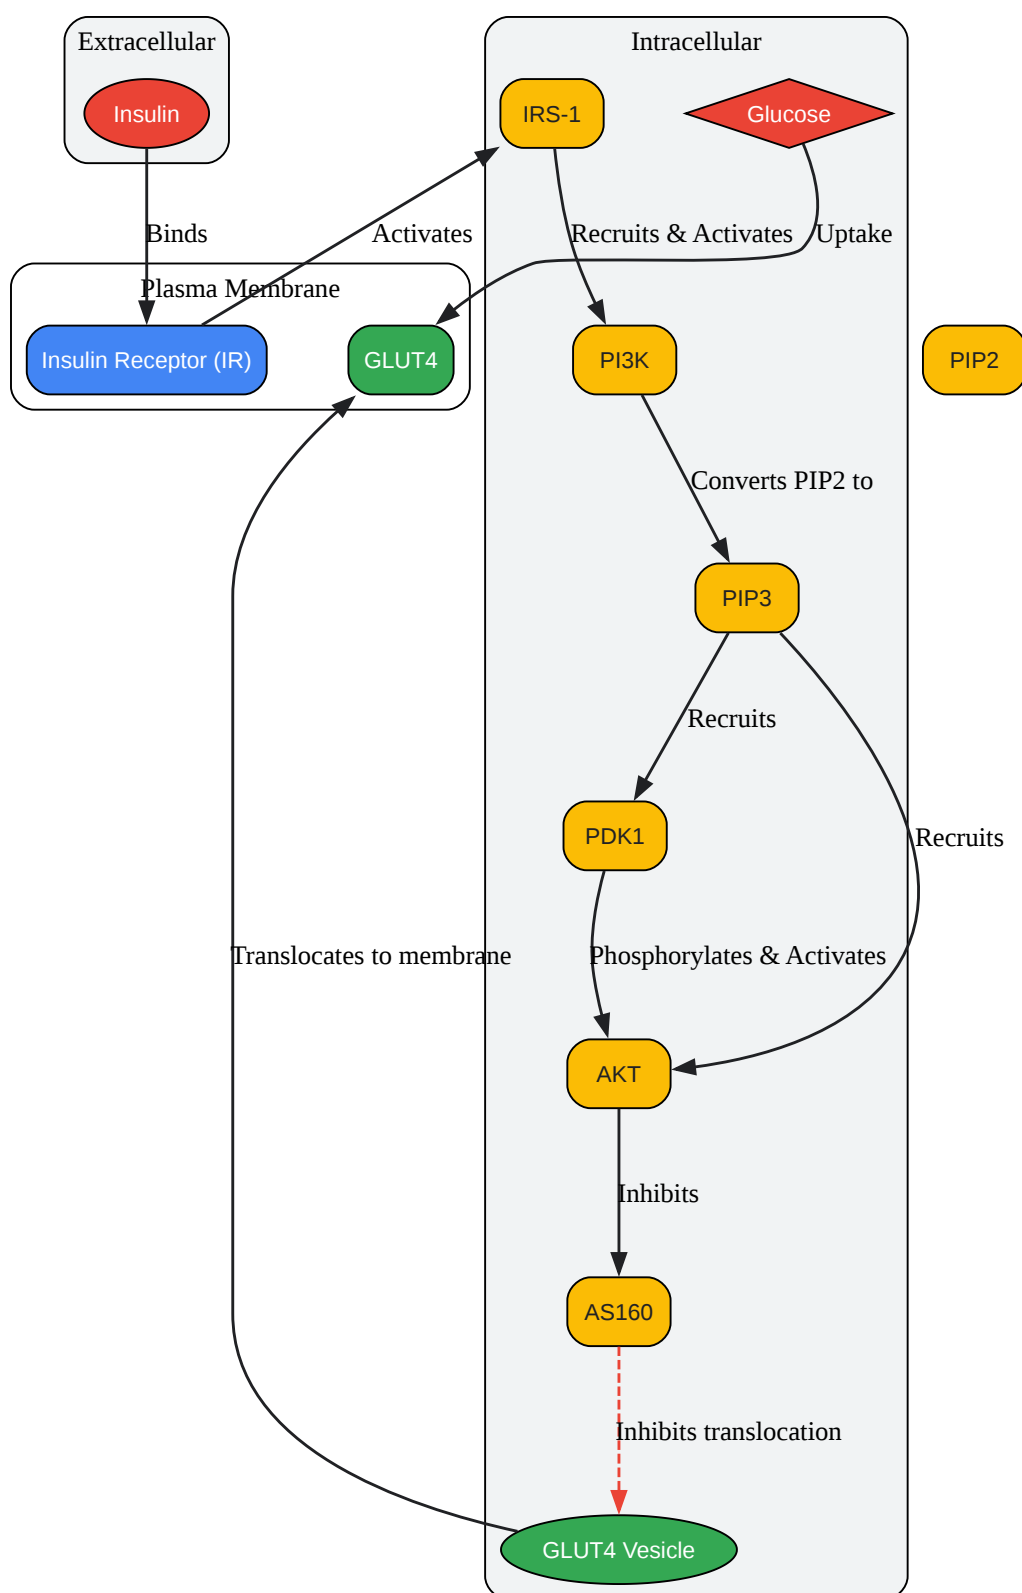 Extracellular
Intracellular
Insulin
IRS-1
Glucose
Binds
Activates
Recruits & Activates
Uptake
Plasma Membrane
Insulin Receptor (IR)
GLUT4
PI3K
PIP2
Converts PIP2 to
PIP3
Recruits
PDK1
Recruits
Translocates to membrane
Phosphorylates & Activates
AKT
Inhibits
AS160
Inhibits translocation
GLUT4 Vesicle